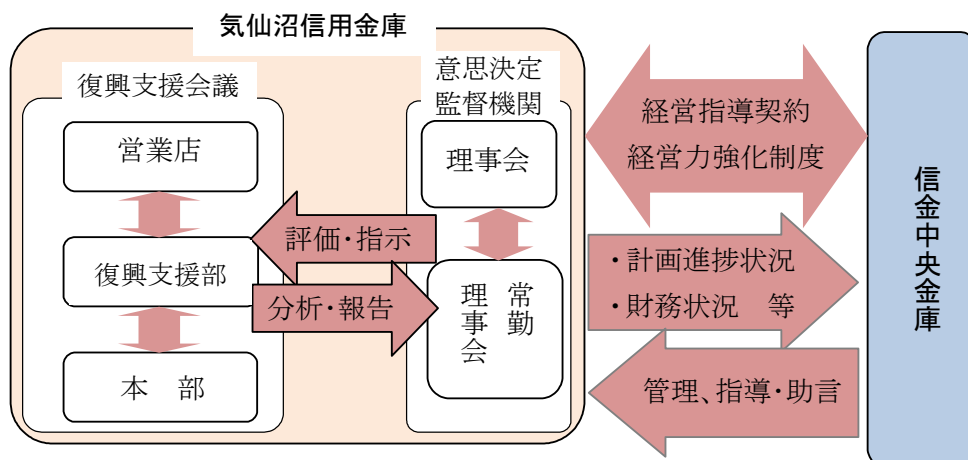 気仙沼信用金庫
復興支援会議
営業店
復興支援部
本　部
意思決定
監督機関
理事会
常勤
理事会
評価・指示
分析・報告
経営指導契約
経営力強化制度
・計画進捗状況
・財務状況　等
管理、指導・助言
信金中央金庫